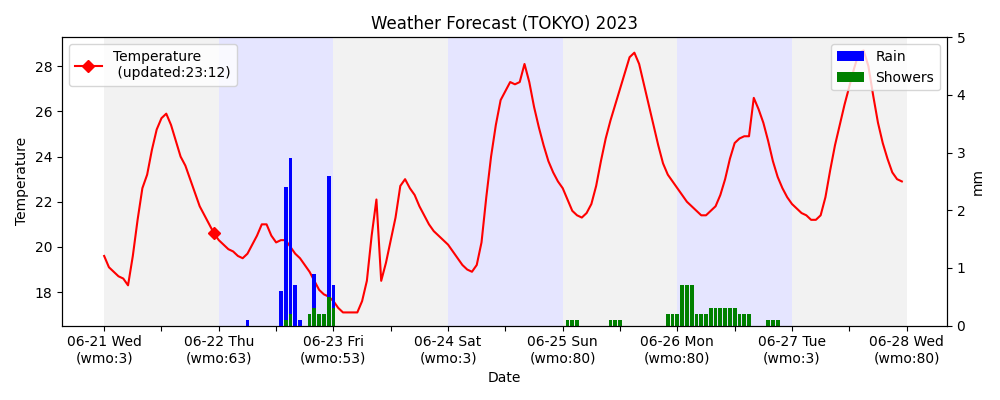 Weather Forecast (TOKYO) 2023
Temperature
(updated:23:12)
Rain
Showers
Temperature
28
26
24
22
20
18
5
4
3
2
1
0
mm
06-21 Wed
(wmo:3)
06-22 Thu
(wmo:63)
06-23 Fri
(wmo:53)
06-24 Sat
(wmo:3)
06-25 Sun
(wmo:80)
06-26 Mon
(wmo:80)
06-27 Tue
(wmo:3)
06-28 Wed
(wmo:80)
Date